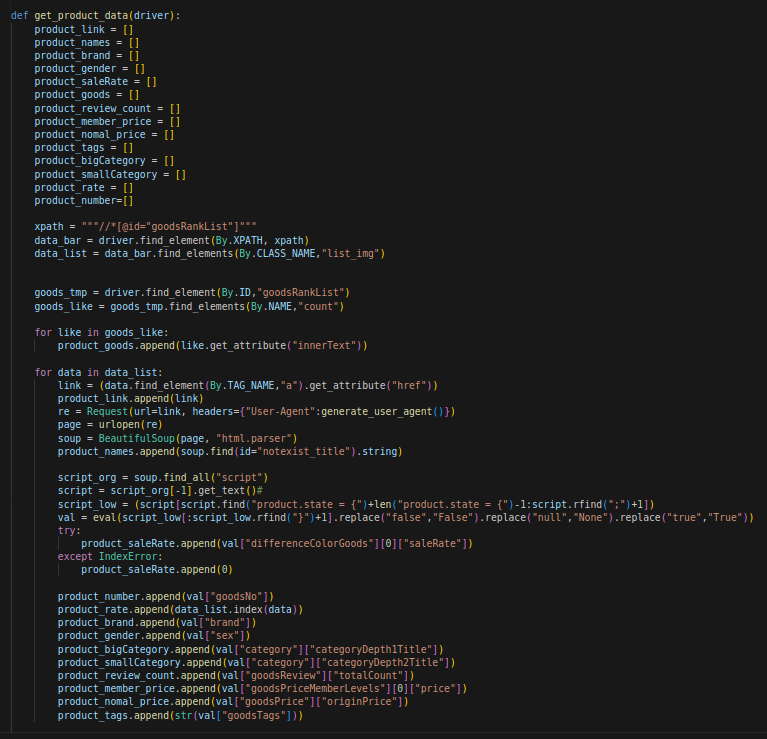 def get_product_data(driver):
    product_link = []
    product_names = []
    product_brand = []
    product_gender = []
    product_saleRate = []
    product_goods = []
    product_review_count = []
    product_member_price = []
    product_nomal_price = []
    product_tags = []
    product_bigCategory = []
    product_smallCategory = []
    product_rate = []
    product_number=[]
    xpath = """//*[@id="goodsRankList"]"""
    data_bar = driver.find_element(By.XPATH, xpath)
    data_list = data_bar.find_elements(By.CLASS_NAME,"list_img")
    goods_tmp = driver.find_element(By.ID,"goodsRankList")
    goods_like = goods_tmp.find_elements(By.NAME,"count")
    for like in goods_like:
        product_goods.append(like.get_attribute("innerText"))
    for data in data_list:
        link = (data.find_element(By.TAG_NAME,"a").get_attribute("href"))
        product_link.append(link)
        re = Request(url=link, headers={"User-Agent":generate_user_agent()})
        page = urlopen(re)
        soup = BeautifulSoup(page, "html.parser")
        product_names.append(soup.find(id="notexist_title").string)
        script_org = soup.find_all("script")
        script = script_org[-1].get_text()#
        script_low = (script[script.find("product.state = {")+len("product.state = {")-1:script.rfind(";")+1])
        val = eval(script_low[:script_low.rfind("}")+1].replace("false","False").replace("null","None").replace("true","True"))
        try:
            product_saleRate.append(val["differenceColorGoods"][0]["saleRate"])
        except IndexError:
            product_saleRate.append(0)
        product_number.append(val["goodsNo"])
        product_rate.append(data_list.index(data))
        product_brand.append(val["brand"])
        product_gender.append(val["sex"])
        product_bigCategory.append(val["category"]["categoryDepth1Title"])
        product_smallCategory.append(val["category"]["categoryDepth2Title"])
        product_review_count.append(val["goodsReview"]["totalCount"])
        product_member_price.append(val["goodsPriceMemberLevels"][0]["price"])
        product_nomal_price.append(val["goodsPrice"]["originPrice"])
        product_tags.append(str(val["goodsTags"]))